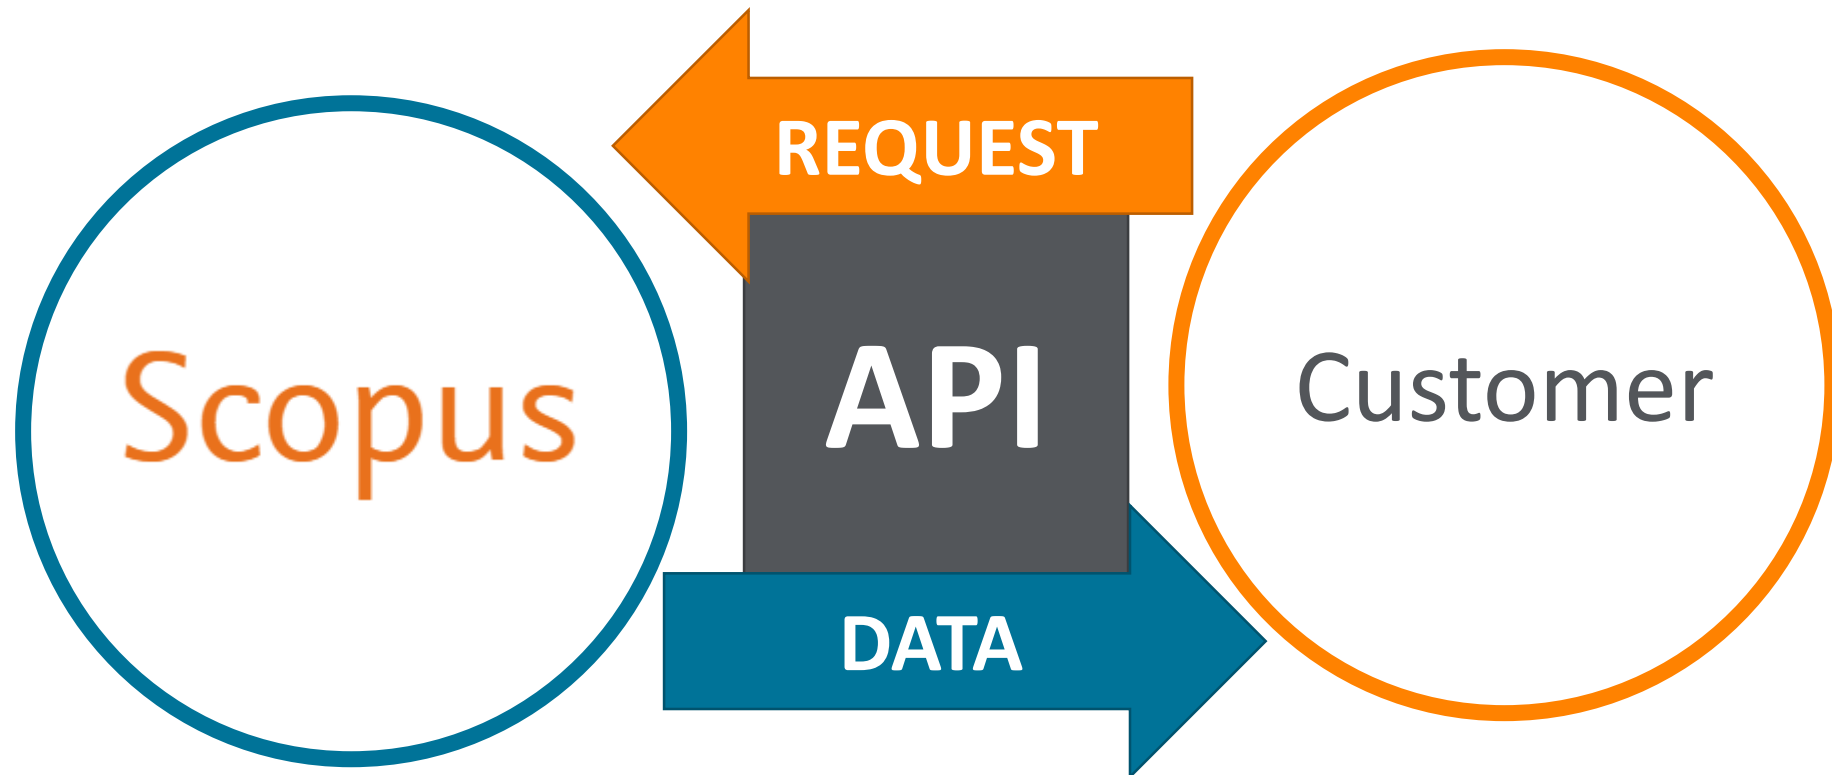 REQUEST
Scopus
API
Customer
DATA